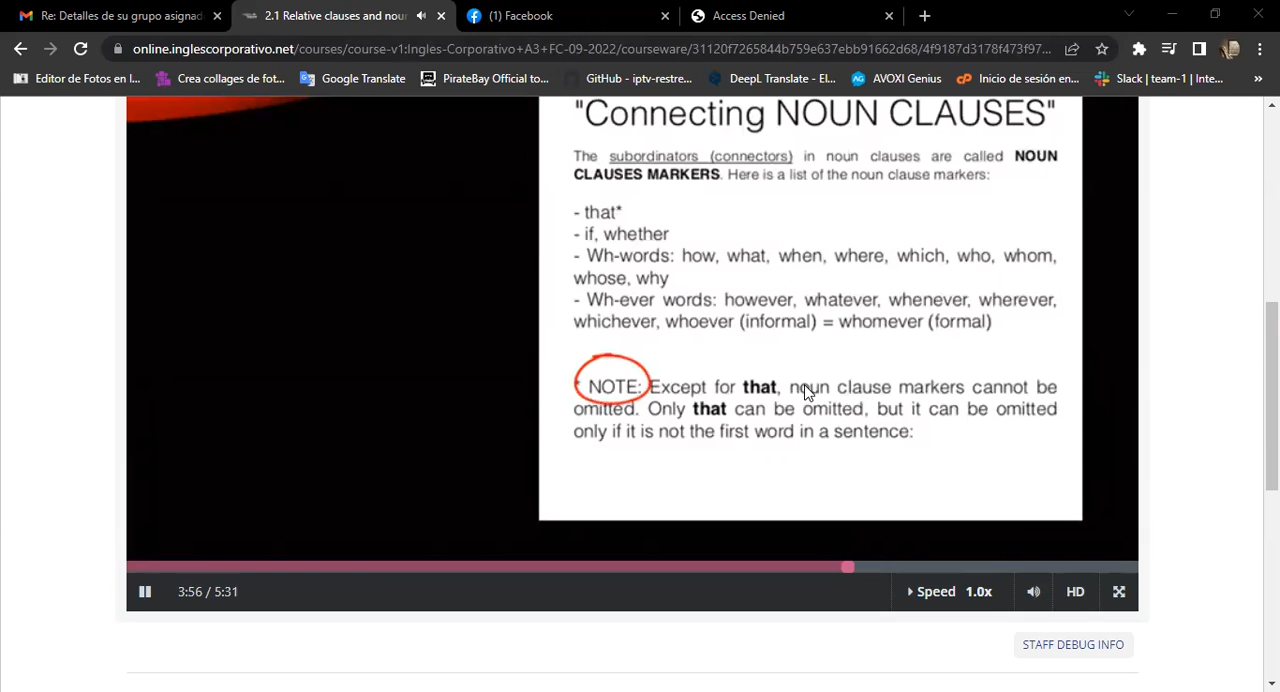 Re: Detalles de su grupo asignad
2.1 Relative clauses and nou
(1) Facebook
Access Denied
online.inglescorporativo.net/courses/course-v1:Ingles-Corporativo+A3+FC-09-2022/courseware/31120f7265844b759e637ebb91662d68/4f9187d3178f473f97...
Editor de Fotos en l...
Crea collages de fot...
Google Translate
PirateBay Official to...
GitHub - iptv-restre...
DeepL Translate - El...
AVOXI Genius
Inicio de sesión en...
Slack | team-1 | Inte...
»
"Connecting NOUN CLAUSES"
The subordinators (connectors) in noun clauses are called NOUN
CLAUSES MARKERS. Here is a list of the noun clause markers:
- that*
- if, whether
- Wh-words: how, what, when, where, which, who, whom,
whose, why
- Wh-ever words: however, whatever, whenever, wherever,
whichever, whoever (informal) = whomever (formal)
* NOTE: Except for that, noun clause markers cannot be
omitted. Only that can be omitted, but it can be omitted
only if it is not the first word in a sentence:
3:56 / 5:31
Speed 1.0x
HD
STAFF DEBUG INFO